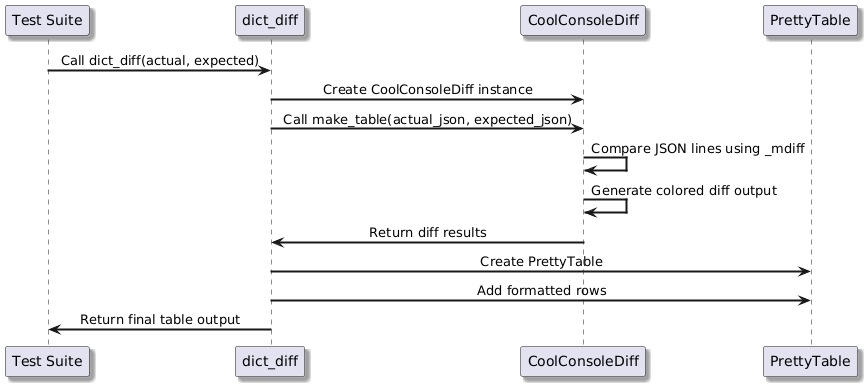 Test Suite
dict_diff
CoolConsoleDiff
PrettyTable
Call dict_diff(actual, expected)
Create CoolConsoleDiff instance
Call make_table(actual_json, expected_json)
Compare JSON lines using _mdiff
Generate colored diff output
Return diff results
Create PrettyTable
Add formatted rows
Return final table output
Test Suite
dict_diff
CoolConsoleDiff
PrettyTable